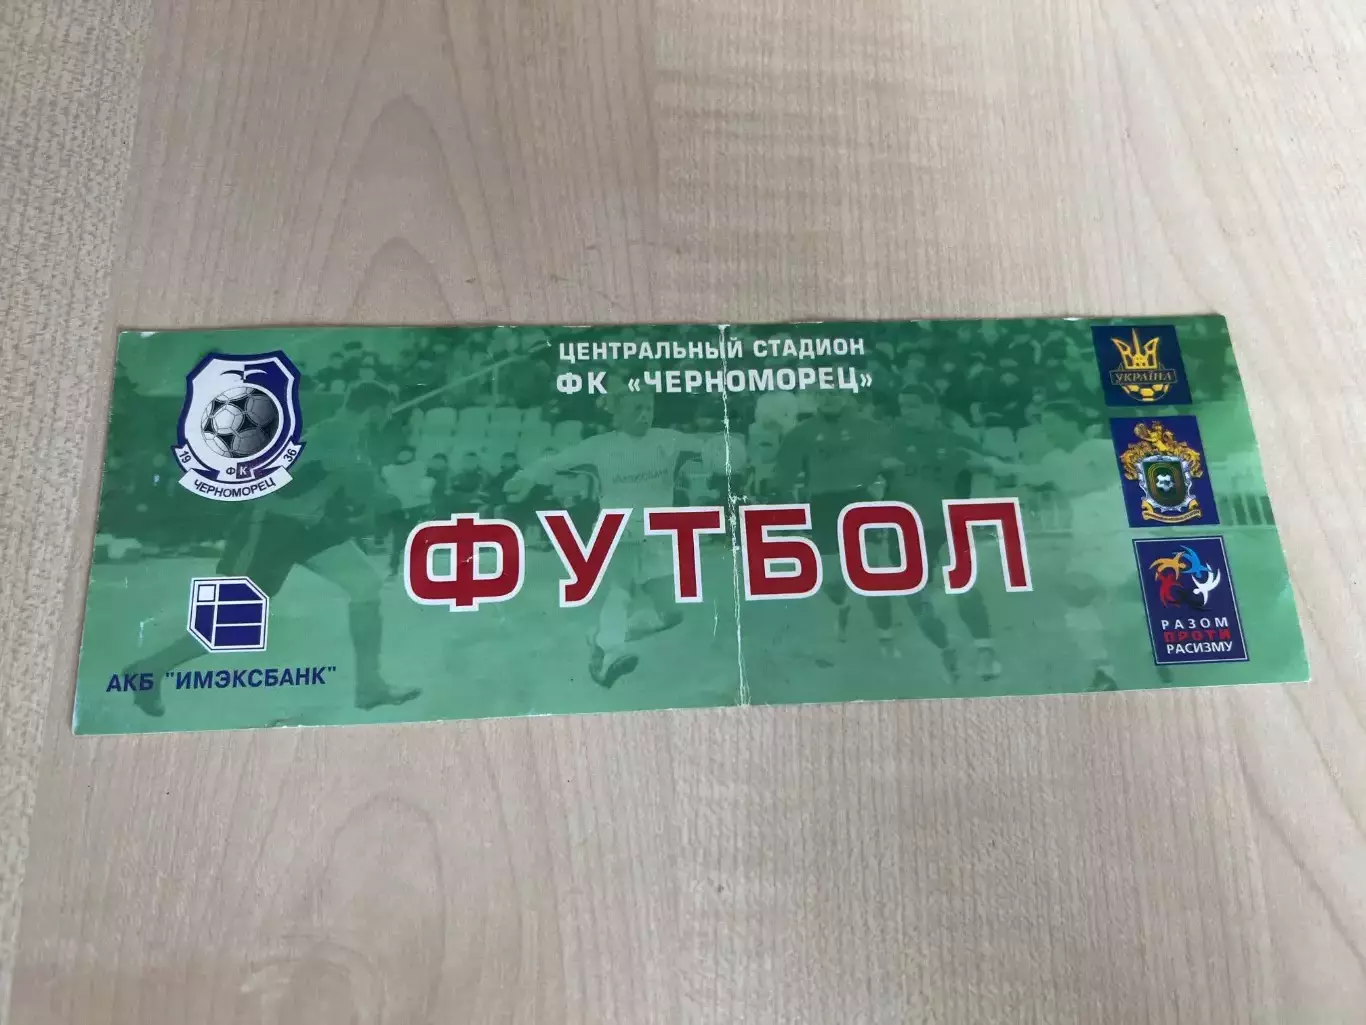 ЦЕНТРАЛЬНЫЙ СТАДИОН
ФК «ЧЕРНОМОРЕЦ»
ФУТБОЛ
19 ФК 36
ЧЕРНОМОРЕЦ
АКБ "ИМЭКСБАНК"
УКРАЇНА
РАЗОМ
ПРОТИ
РАСИЗМУ